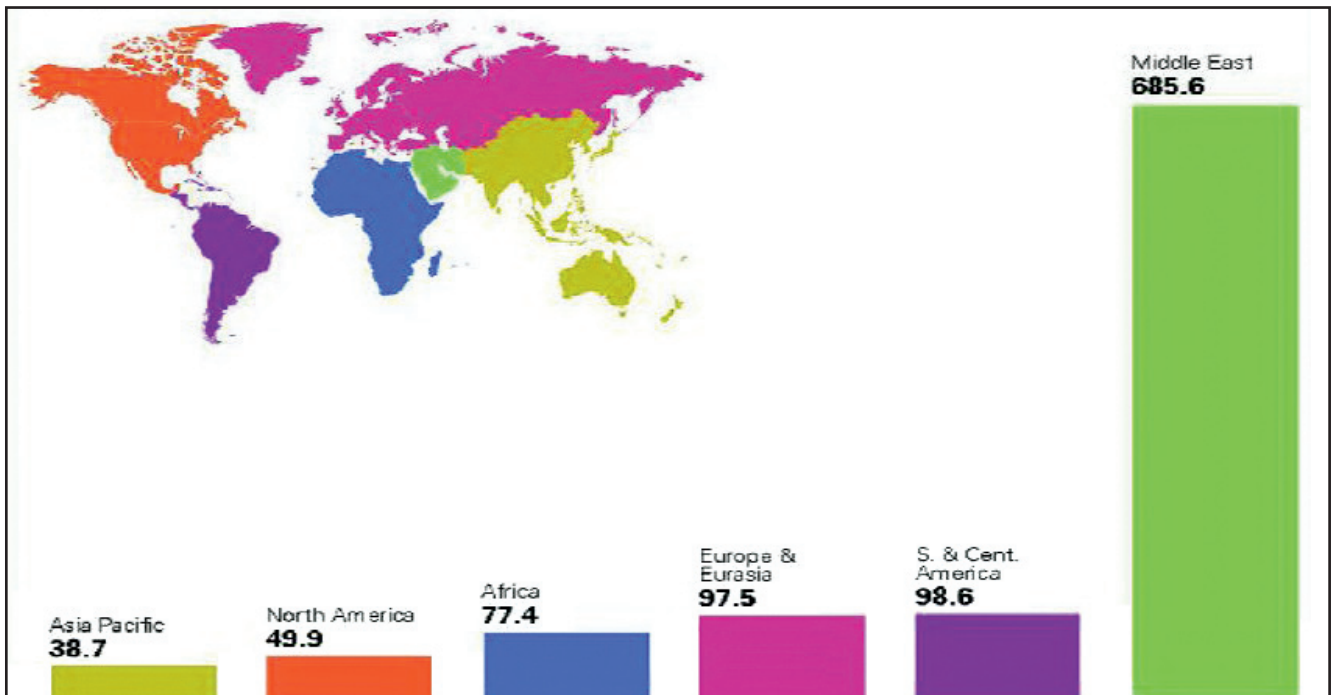 Middle East
685.6
Europe &
Eurasia
97.5
S. & Cent.
America
98.6
Africa
77.4
North America
49.9
Asia Pacific
38.7